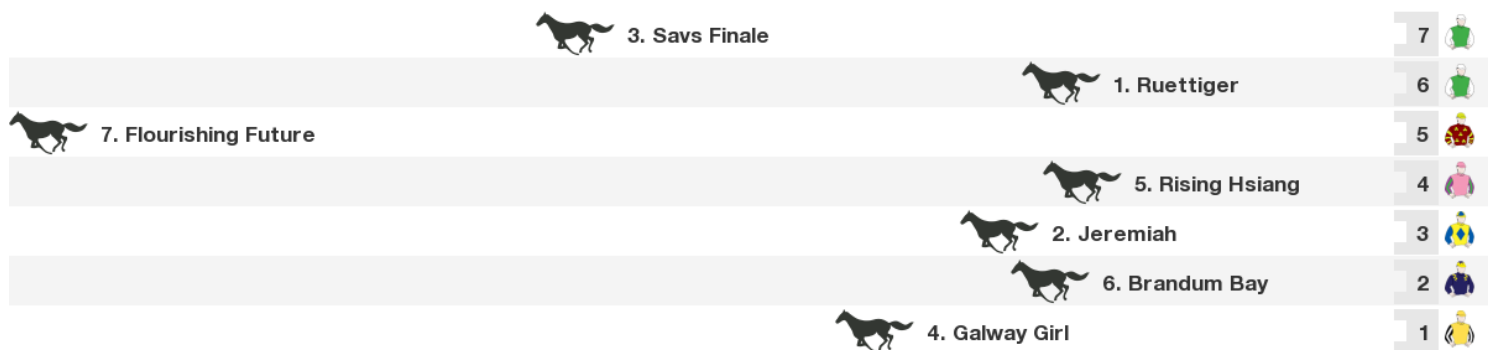 3. Savs Finale 7
1. Ruettiger 6
7. Flourishing Future 5
5. Rising Hsiang 4
2. Jeremiah 3
6. Brandum Bay 2
4. Galway Girl 1